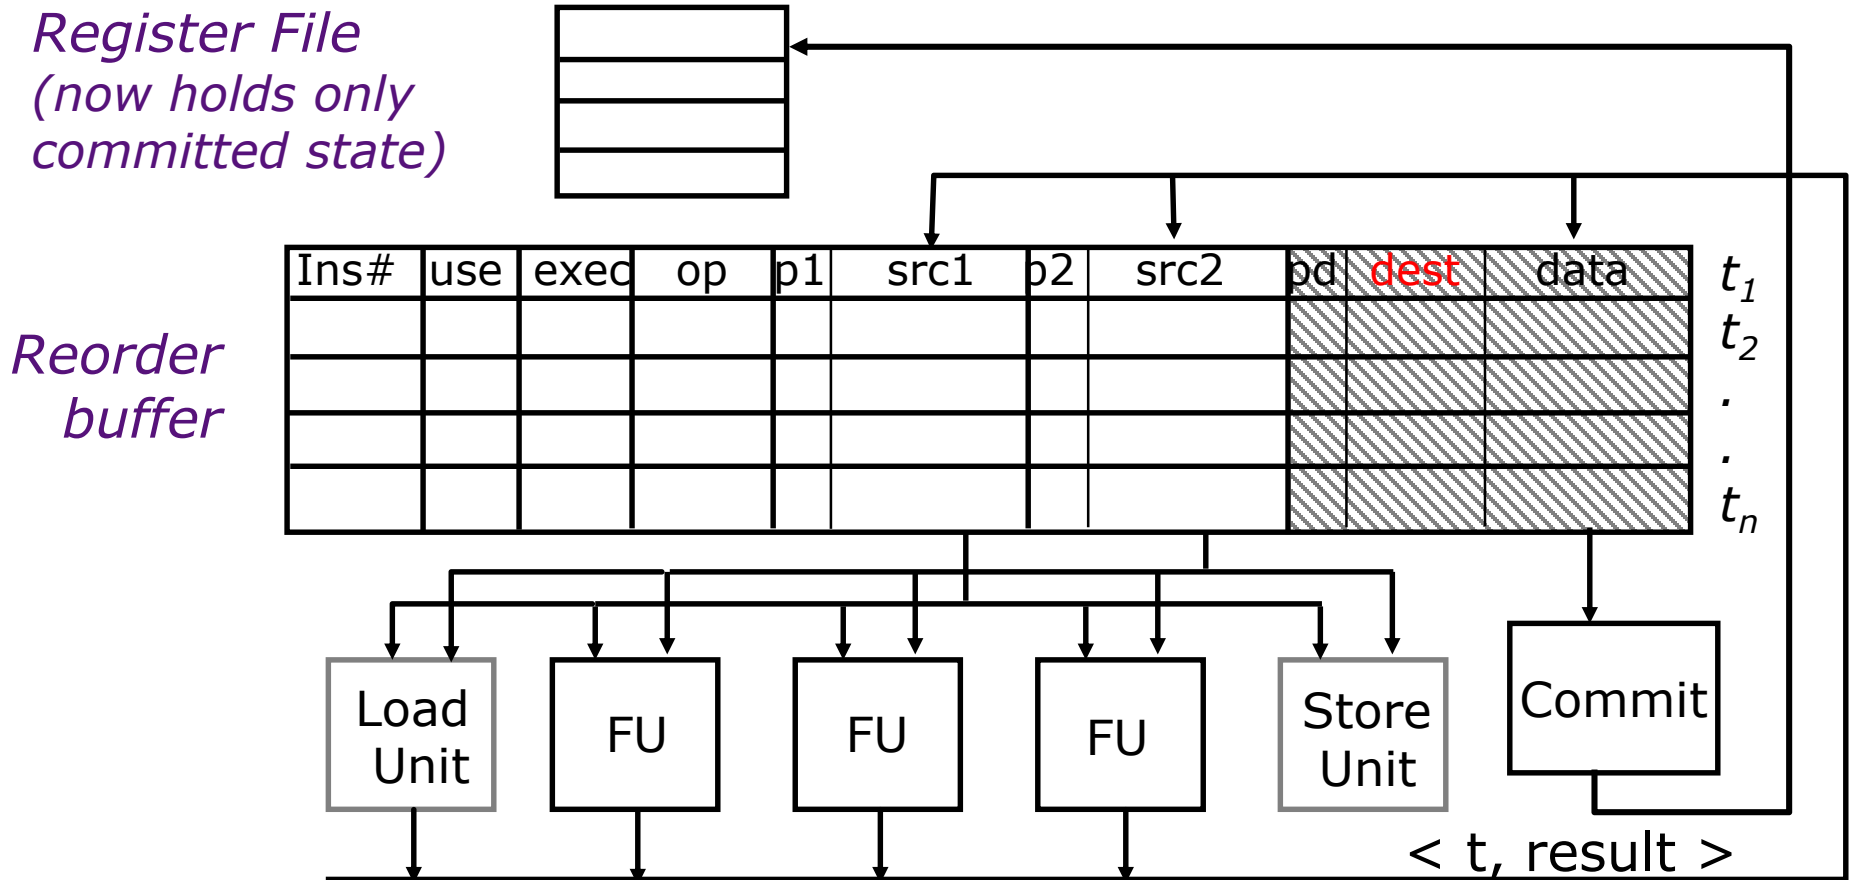 Register File
(now holds only
committed state)
Ins# use exec op p1 src1 p2 src2 pd dest data t1
t2
.
.
tn
Reorder
buffer
Load
Unit
FU
FU
FU
Store
Unit
Commit
< t, result >